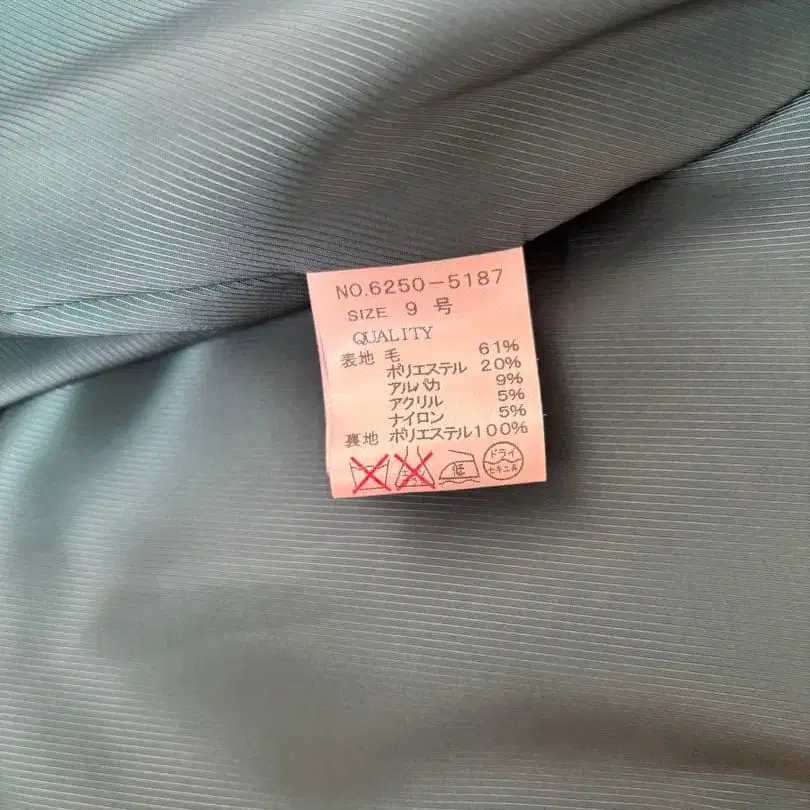 NO.6250-5187
SIZE 9 号
QUALITY
表地 毛 61%
ポリエステル 20%
アルパカ 9%
アクリル 5%
ナイロン 5%
裏地 ポリエステル100%
低
ドライ
セキユ系